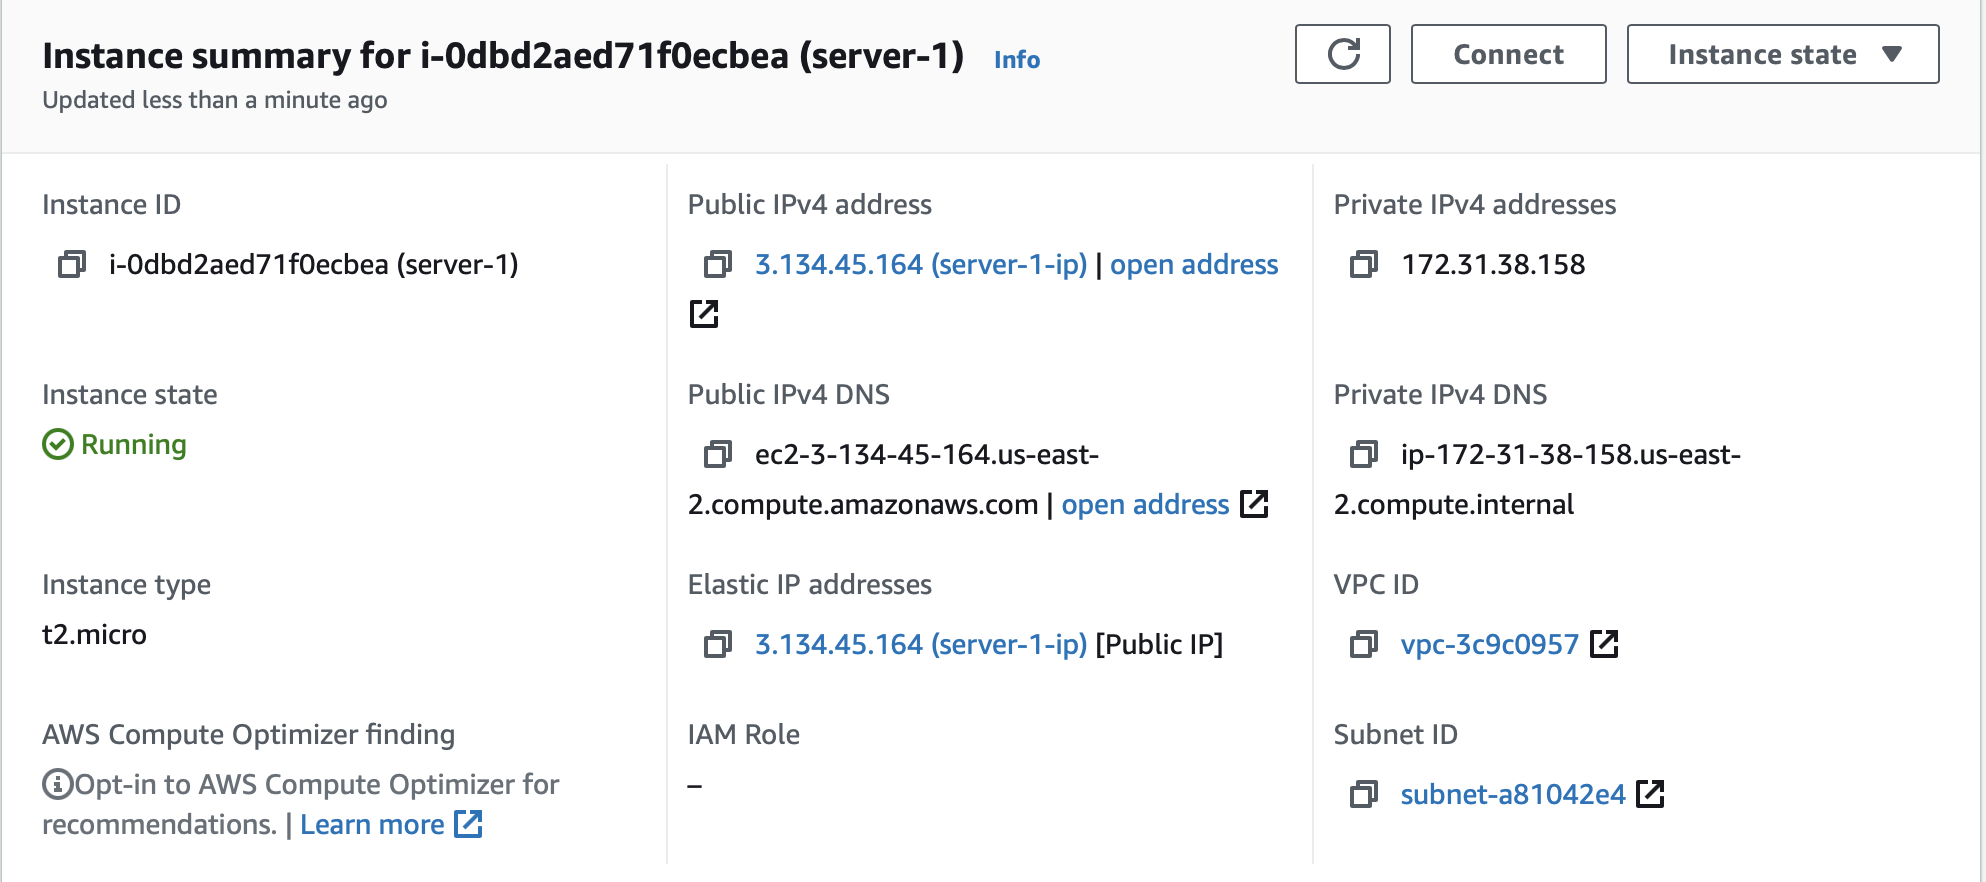 Instance summary for i-0dbd2aed71f0ecbea (server-1) Info
Updated less than a minute ago
Connect
Instance state
Instance ID
i-0dbd2aed71f0ecbea (server-1)
Public IPv4 address
3.134.45.164 (server-1-ip) | open address
Private IPv4 addresses
172.31.38.158
Instance state
Running
Public IPv4 DNS
ec2-3-134-45-164.us-east-
2.compute.amazonaws.com | open address
Private IPv4 DNS
ip-172-31-38-158.us-east-
2.compute.internal
Instance type
t2.micro
Elastic IP addresses
3.134.45.164 (server-1-ip) [Public IP]
VPC ID
vpc-3c9c0957
AWS Compute Optimizer finding
Opt-in to AWS Compute Optimizer for
recommendations. | Learn more
IAM Role
–
Subnet ID
subnet-a81042e4